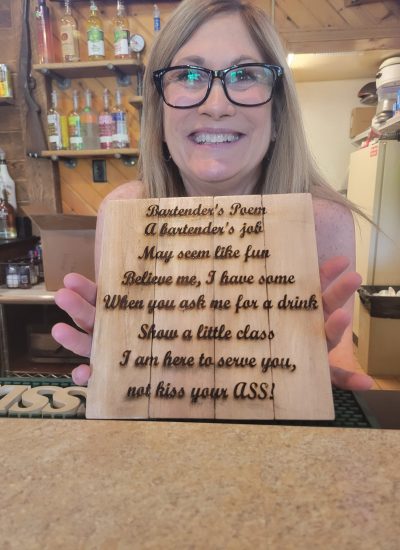 Bartender's Poem
A bartender's job
May seem like fun
Believe me, I have some
When you ask me for a drink
Show a little class
I am here to serve you,
not kiss your ASS!